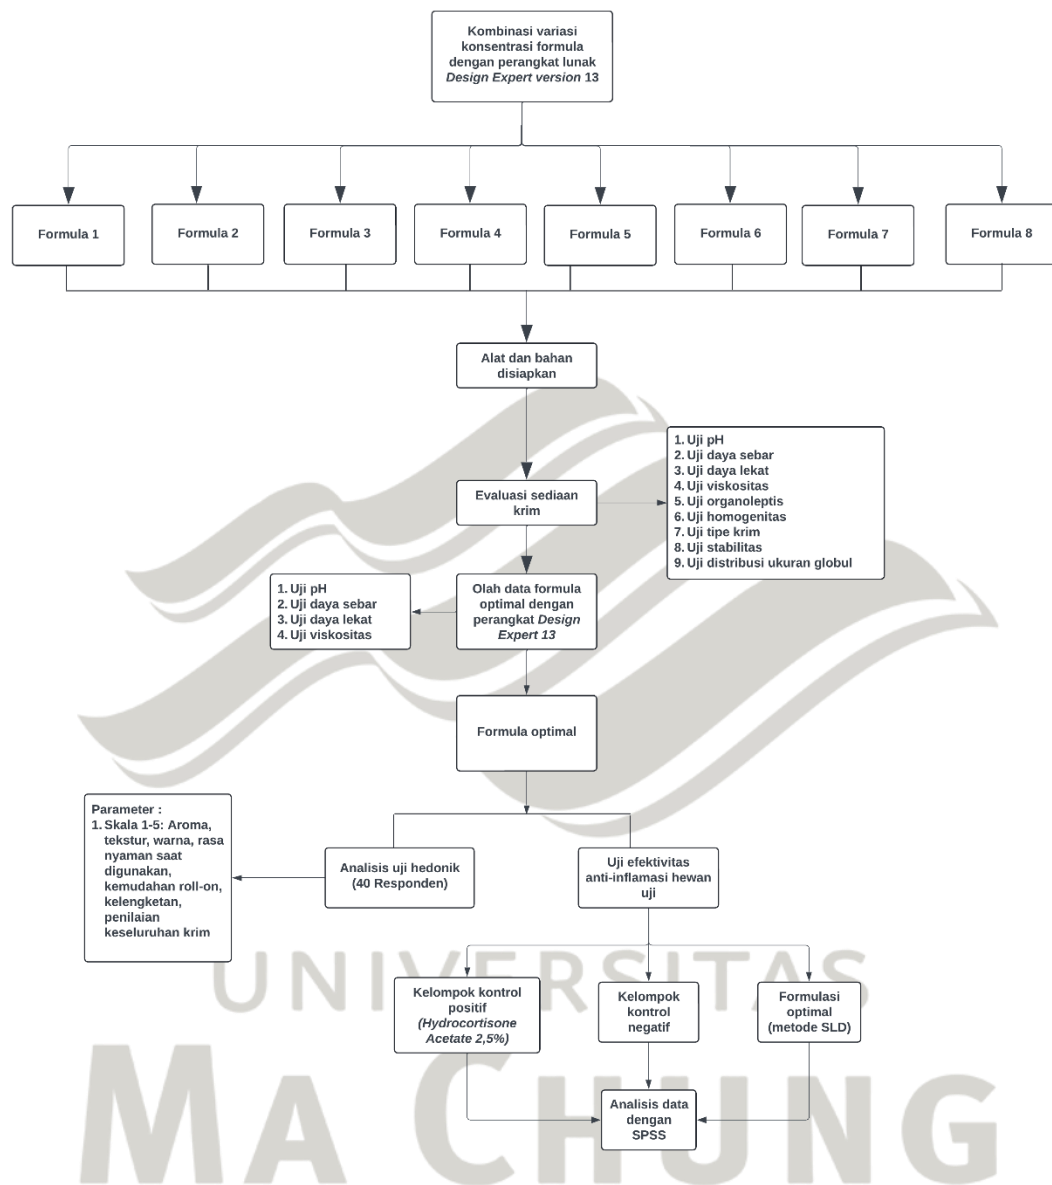 Kombinasi variasi
konsentrasi formula
dengan perangkat lunak
Design Expert version 13
Formula 1
Formula 2
Formula 3
Formula 4
Formula 5
Formula 6
Formula 7
Formula 8
Alat dan bahan
disiapkan
Evaluasi sediaan
krim
1. Uji pH
2. Uji daya sebar
3. Uji daya lekat
4. Uji viskositas
5. Uji organoleptis
6. Uji homogenitas
7. Uji tipe krim
8. Uji stabilitas
9. Uji distribusi ukuran globul
1. Uji pH
2. Uji daya sebar
3. Uji daya lekat
4. Uji viskositas
Olah data formula
optimal dengan
perangkat Design
Expert 13
Formula optimal
Parameter :
1. Skala 1-5: Aroma,
tekstur, warna, rasa
nyaman saat
digunakan,
kemudahan roll-on,
kelengketan,
penilaian
keseluruhan krim
Analisis uji hedonik
(40 Responden)
Uji efektivitas
anti-inflamasi hewan
uji
Kelompok kontrol
positif
(Hydrocortisone
Acetate 2,5%)
Kelompok
kontrol
negatif
Formulasi
optimal
(metode SLD)
Analisis data
dengan
SPSS
UNIVERSITAS
MA CHUNG